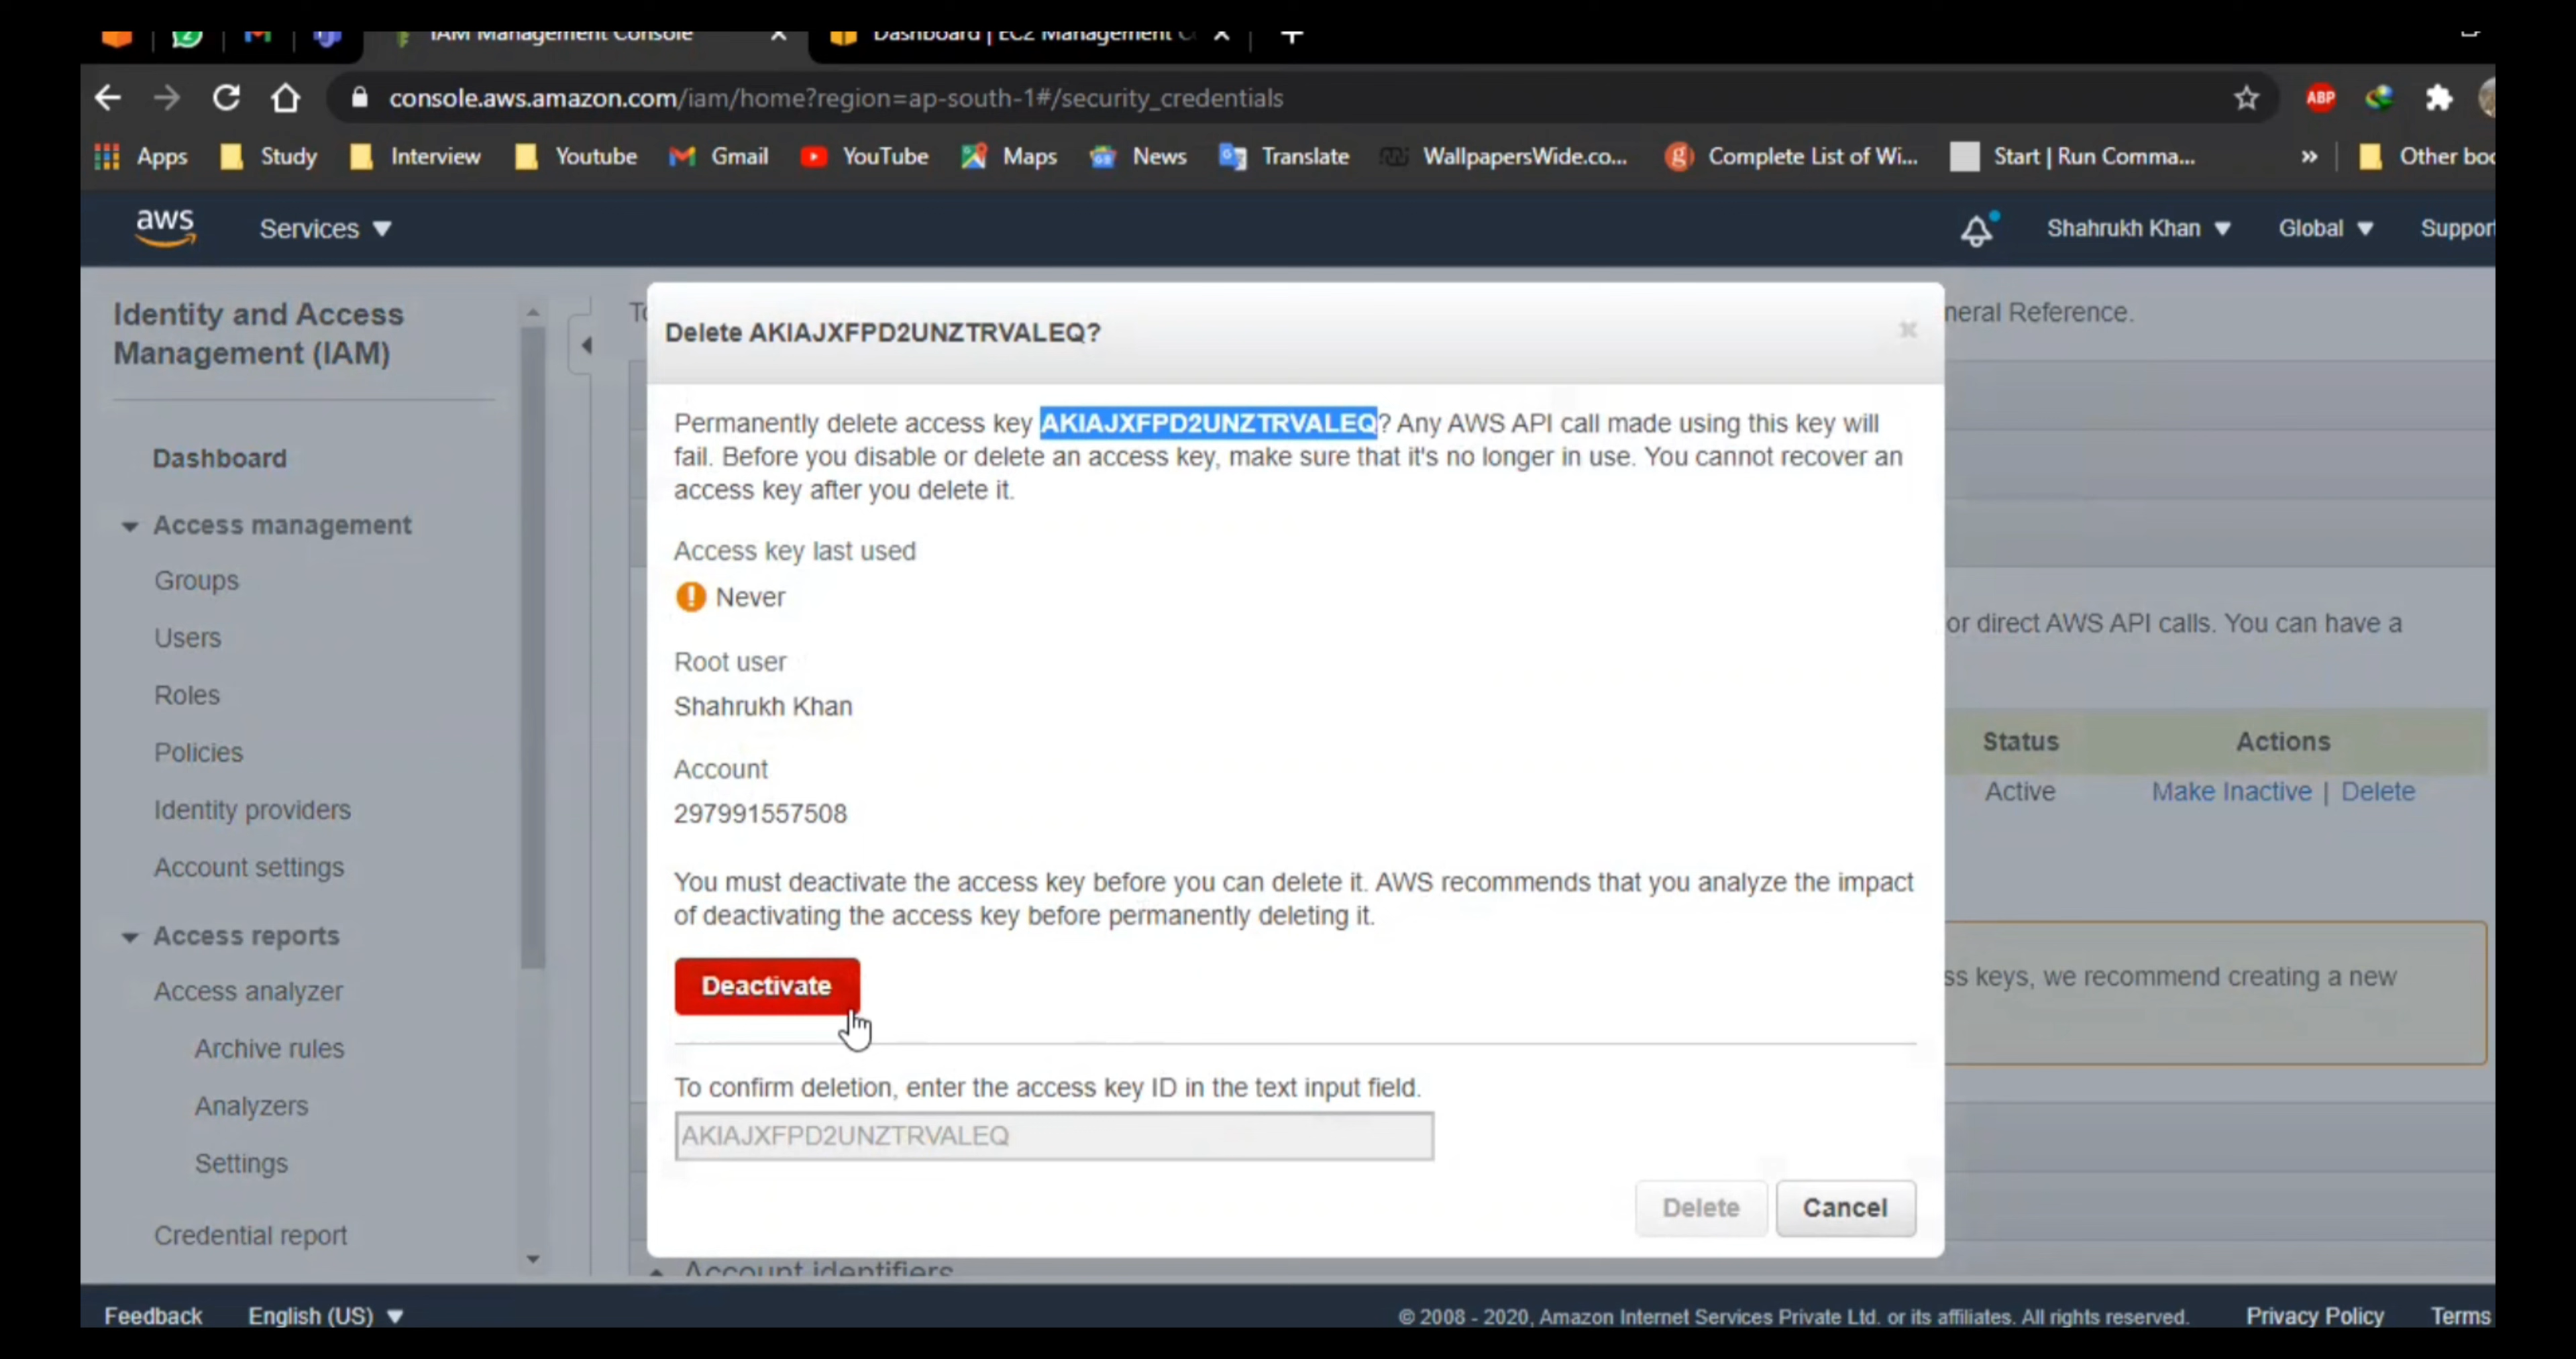 IAM Management Console
Dashboard | EC2 Management
console.aws.amazon.com/iam/home?region=ap-south-1#/security_credentials
ABP
Apps Study Interview Youtube Gmail YouTube Maps News Translate WallpapersWide.co... Complete List of Wi... Start | Run Comma... » Other
aws Services Shahrukh Khan Global
Identity and Access
Management (IAM)
Dashboard
Access management
Groups
Users
Roles
Policies
Identity providers
Account settings
Access reports
Access analyzer
Archive rules
Analyzers
Settings
Credential report
Delete AKIAJXFPD2UNZTRVALEQ?
Permanently delete access key AKIAJXFPD2UNZTRVALEQ? Any AWS API call made using this key will
fail. Before you disable or delete an access key, make sure that it's no longer in use. You cannot recover an
access key after you delete it.
Access key last used
Never
Root user
Shahrukh Khan
Account
297991557508
You must deactivate the access key before you can delete it. AWS recommends that you analyze the impact
of deactivating the access key before permanently deleting it.
Deactivate
To confirm deletion, enter the access key ID in the text input field.
AKIAJXFPD2UNZTRVALEQ
Delete Cancel
neral Reference.
or direct AWS API calls. You can have a
Status Actions
Active Make Inactive | Delete
ss keys, we recommend creating a new
Account identifiers
Feedback English (US) © 2008 - 2020, Amazon Internet Services Private Ltd. or its affiliates. All rights reserved. Privacy Policy Terms